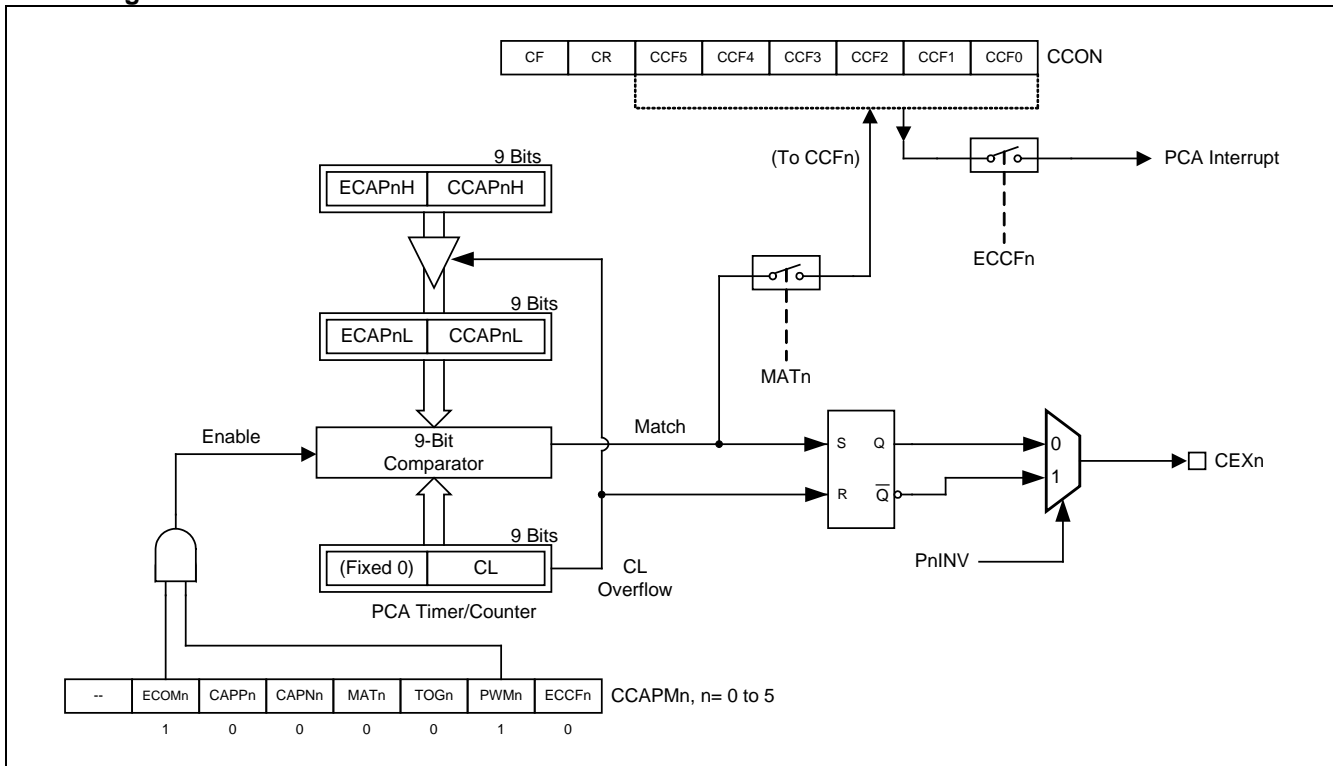 CF CR CCF5 CCF4 CCF3 CCF2 CCF1 CCF0 CCON
9 Bits
(To CCFn)
PCA Interrupt
ECAPnH CCAPnH
ECCFn
9 Bits
ECAPnL CCAPnL
MATn
Enable
9-Bit
Comparator
Match
S Q
R Q
0
1
CEXn
9 Bits
(Fixed 0) CL
CL
Overflow
PnINV
PCA Timer/Counter
-- ECOMn CAPPn CAPNn MATn TOGn PWMn ECCFn CCAPMn, n= 0 to 5
1 0 0 0 0 1 0